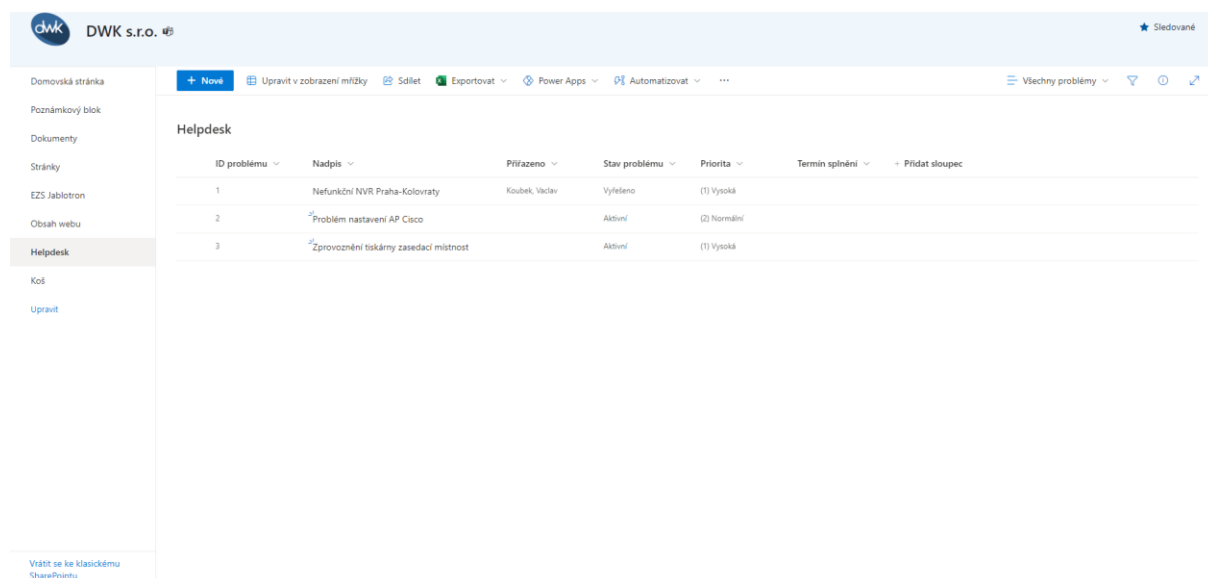 dwk
DWK s.r.o.
Sledované
Domovská stránka
Poznámkový blok
Dokumenty
Stránky
EZS Jablotron
Obsah webu
Helpdesk
Koš
Upravit
Vrátit se ke klasickému
SharePointu
+ Nové Upravit v zobrazení mřížky Sdílet Exportovat Power Apps Automatizovat ...
Všechny problémy
Helpdesk
ID problému Nadpis Přiřazeno Stav problému Priorita Termín splnění + Přidat sloupec
1 Nefunkční NVR Praha-Kolovraty Koubek, Vaclav Vyřešeno (1) Vysoká
2 Problém nastavení AP Cisco Aktivní (2) Normální
3 Zprovoznění tiskárny zasedací místnost Aktivní (1) Vysoká